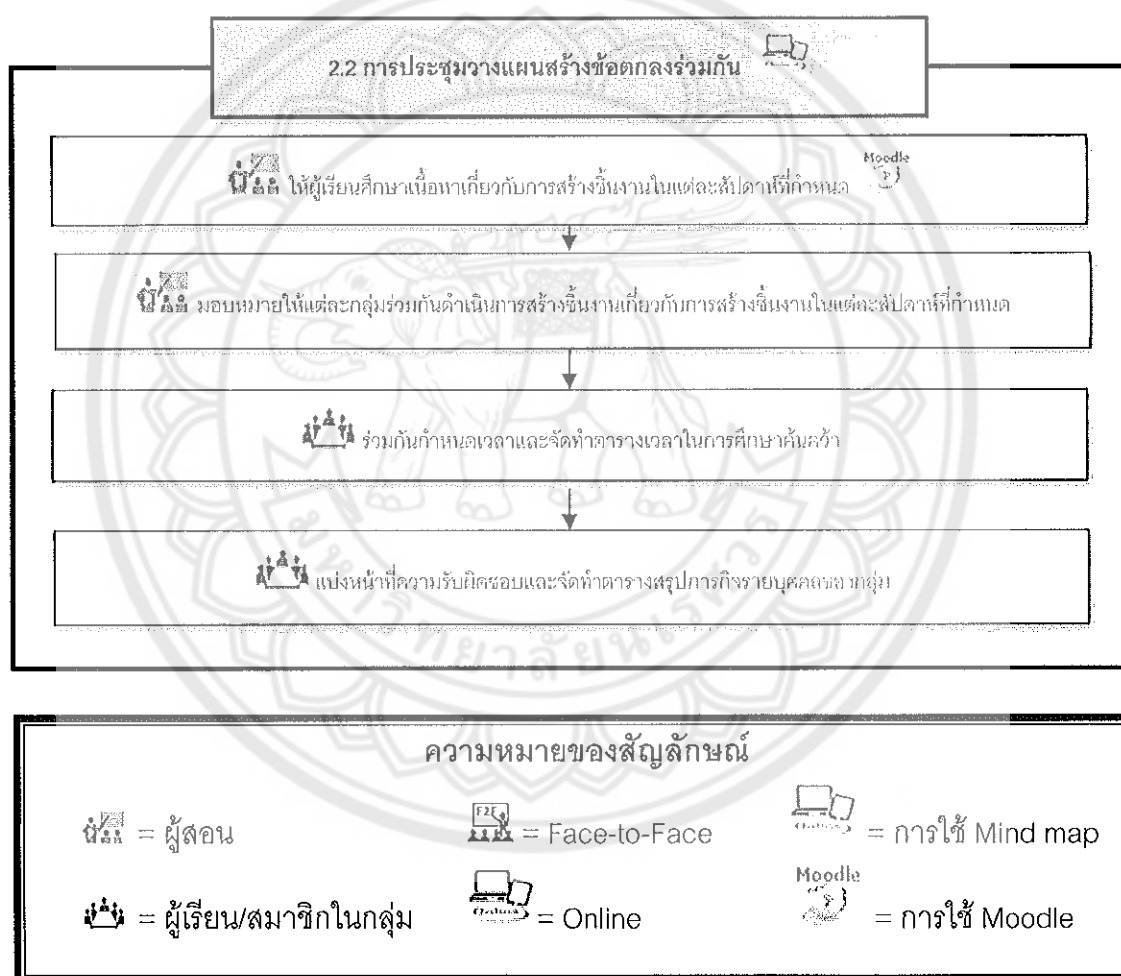 2.2 การประชุมวางแผนสร้างข้อตกลงร่วมกัน
Moodle
ให้ผู้เรียนศึกษาเนื้อหาเกี่ยวกับการสร้างชิ้นงานในแต่ละสัปดาห์ที่กำหนด
มอบหมายให้แต่ละกลุ่มร่วมกันดำเนินการสร้างชิ้นงานเกี่ยวกับการสร้างชิ้นงานในแต่ละสัปดาห์ที่กำหนด
ร่วมกันกำหนดเวลาและจัดทำตารางเวลาในการศึกษาค้นคว้า
แบ่งหน้าที่ความรับผิดชอบและจัดทำตารางสรุปภารกิจรายบุคคลของกลุ่ม
ความหมายของสัญลักษณ์
= ผู้สอน
F2F = Face-to-Face
= การใช้ Mind map
= ผู้เรียน/สมาชิกในกลุ่ม
= Online
Moodle = การใช้ Moodle